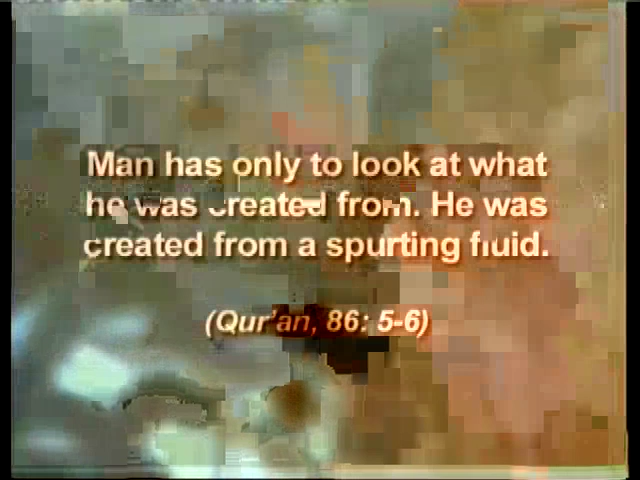 Man has only to look at what
he was created from. He was
created from a spurting fluid.
(Qur'an, 86: 5-6)